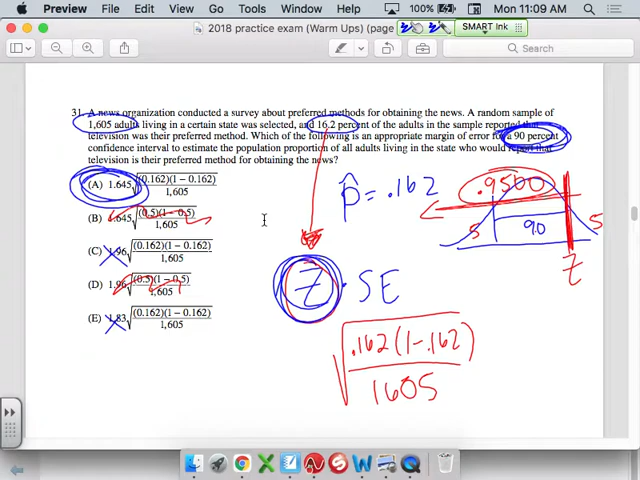 Preview File Edit View Go Tools Window Help 100% Mon 11:09 AM
2018 practice exam (Warm Ups) (page
SMART Ink
Search
31. A news organization conducted a survey about preferred methods for obtaining the news. A random sample of
1,605 adults living in a certain state was selected, and 16.2 percent of the adults in the sample reported that
television was their preferred method. Which of the following is an appropriate margin of error for a 90 percent
confidence interval to estimate the population proportion of all adults living in the state who would report that
television is their preferred method for obtaining the news?
(A) 1.645 √((0.162)(1 − 0.162) / 1,605)
(B) 1.645 √((0.5)(1 − 0.5) / 1,605)
(C) 1.96 √((0.162)(1 − 0.162) / 1,605)
(D) 1.96 √((0.5)(1 − 0.5) / 1,605)
(E) 1.83 √((0.162)(1 − 0.162) / 1,605)
p̂ = .162
.9500
5 90 5
Z
Z · SE
√(.162(1-.162) / 1605)